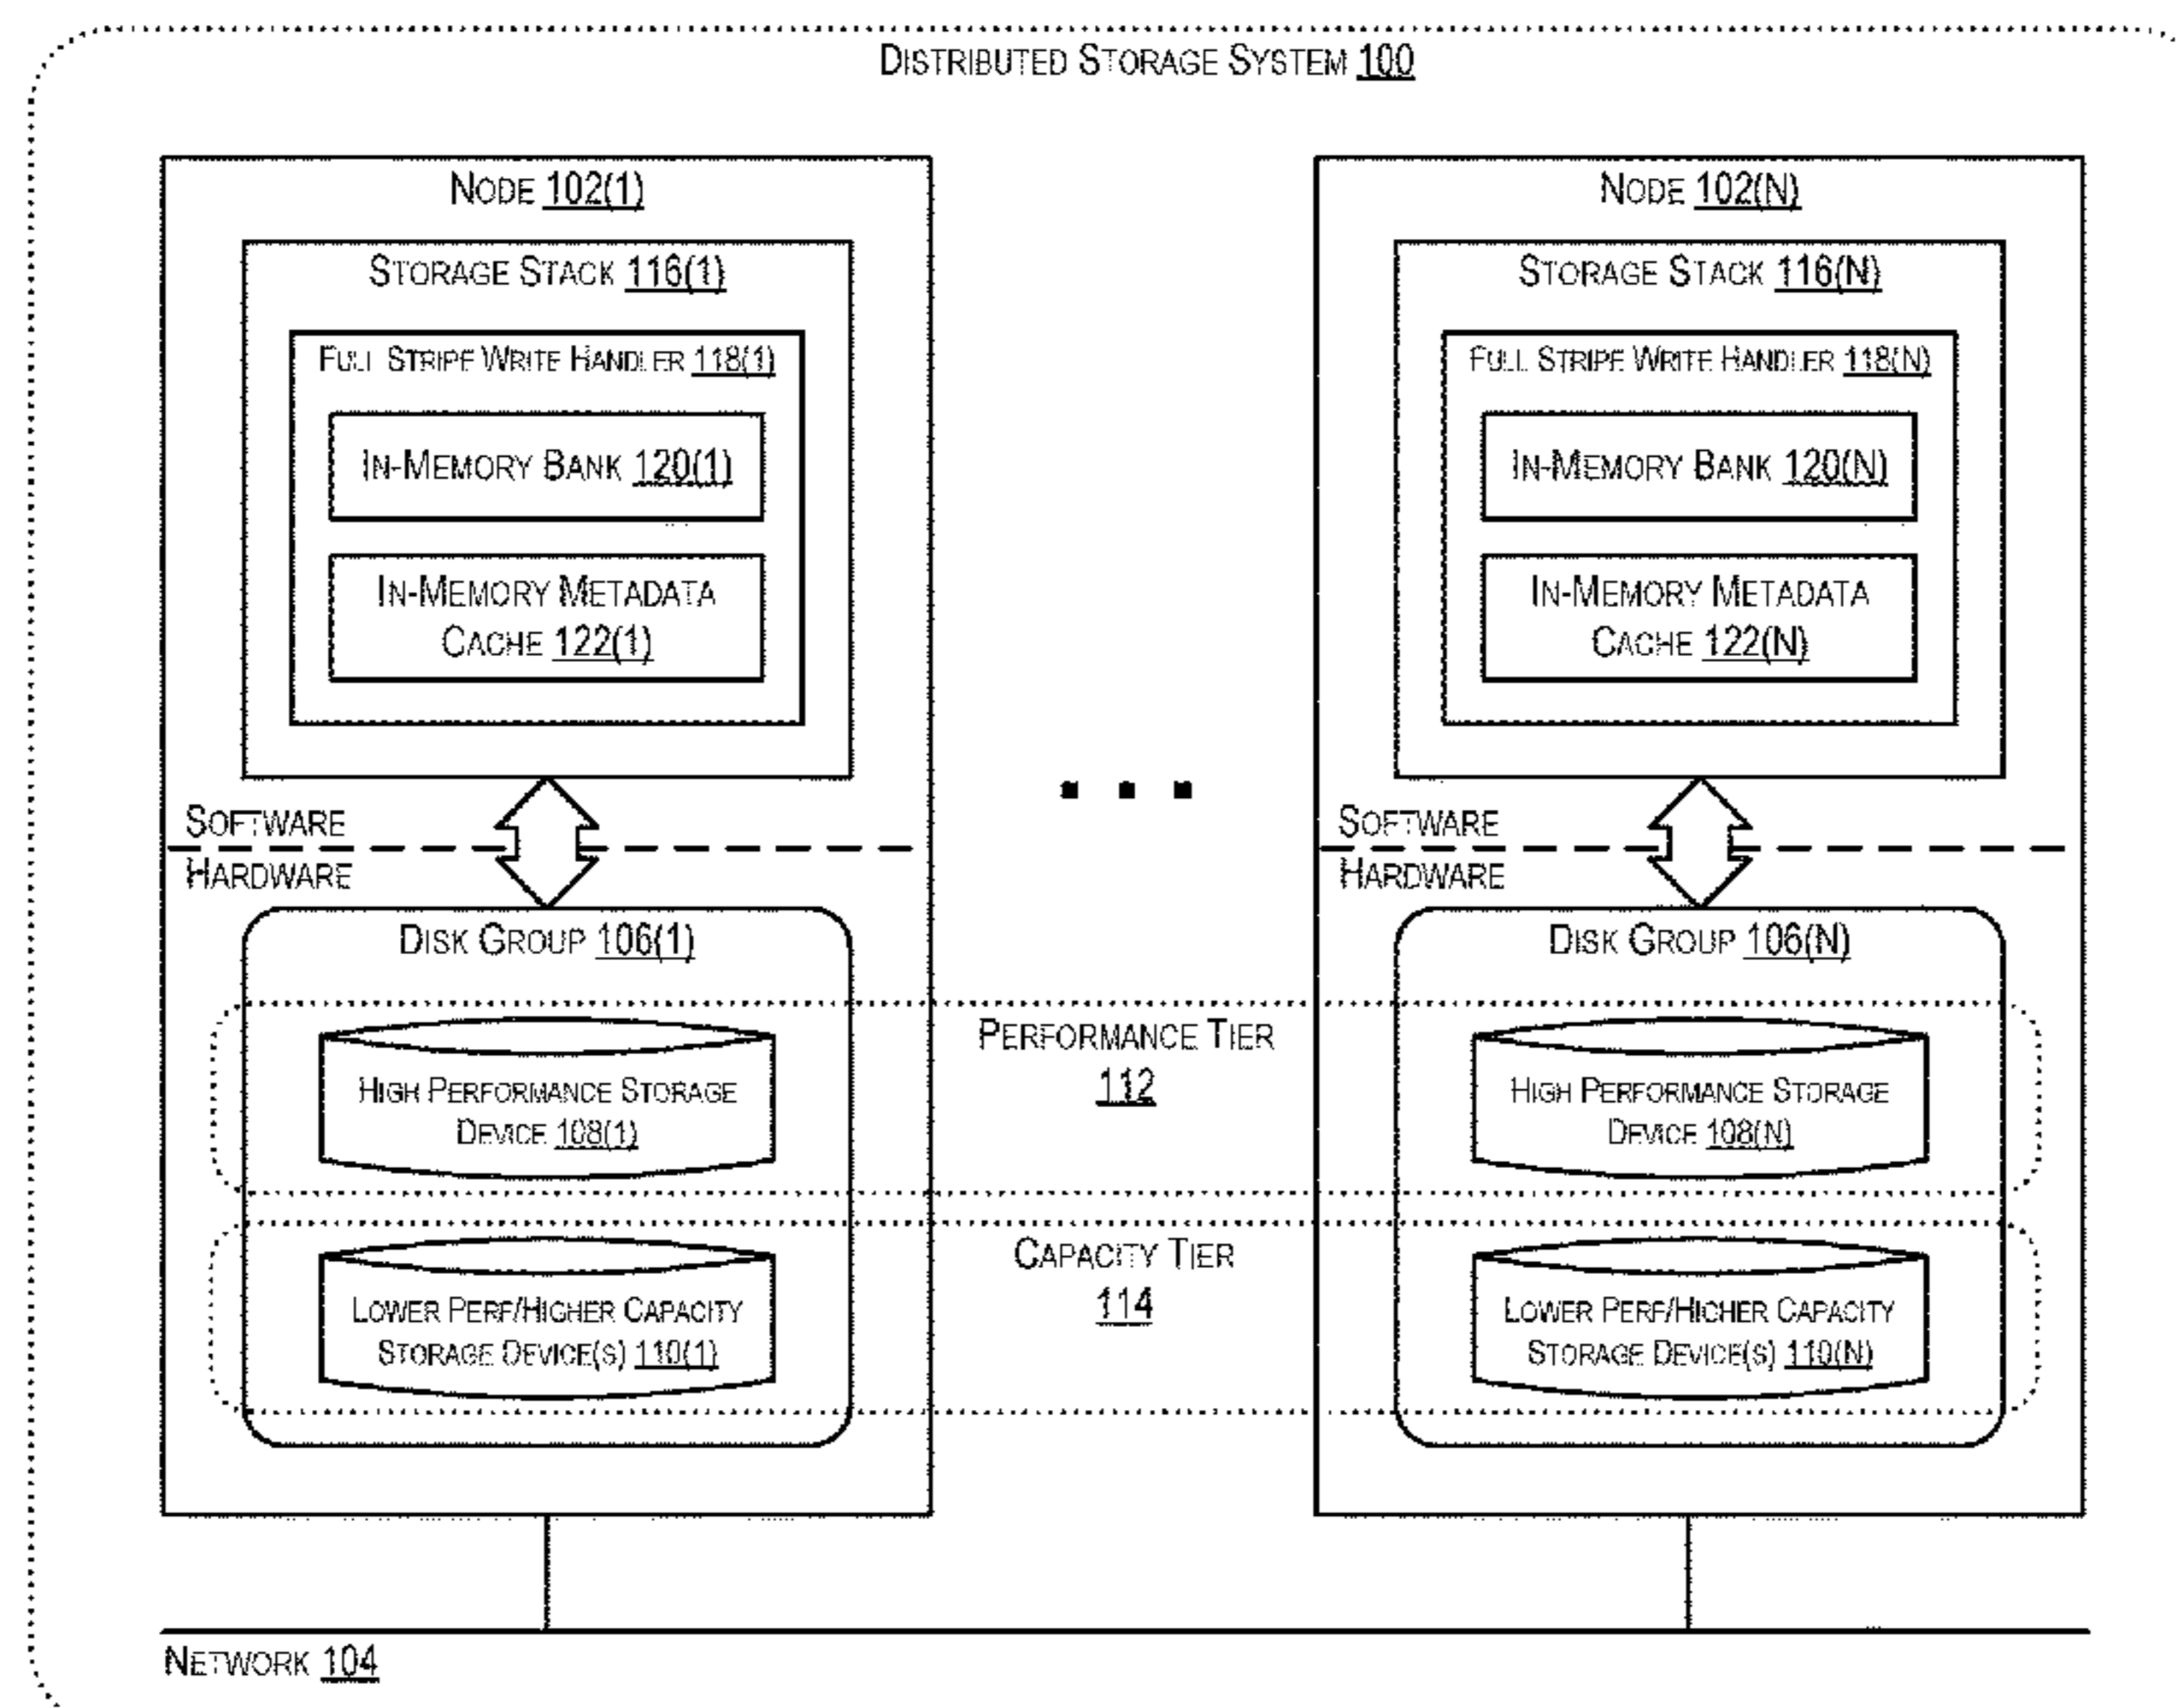 DISTRIBUTED STORAGE SYSTEM 100
NODE 102(1)
STORAGE STACK 116(1)
FULL STRIPE WRITE HANDLER 118(1)
IN-MEMORY BANK 120(1)
IN-MEMORY METADATA
CACHE 122(1)
SOFTWARE
HARDWARE
DISK GROUP 106(1)
HIGH PERFORMANCE STORAGE
DEVICE 108(1)
LOWER PERF/HIGHER CAPACITY
STORAGE DEVICE(S) 110(1)
PERFORMANCE TIER
112
CAPACITY TIER
114
NODE 102(N)
STORAGE STACK 116(N)
FULL STRIPE WRITE HANDLER 118(N)
IN-MEMORY BANK 120(N)
IN-MEMORY METADATA
CACHE 122(N)
SOFTWARE
HARDWARE
DISK GROUP 106(N)
HIGH PERFORMANCE STORAGE
DEVICE 108(N)
LOWER PERF/HIGHER CAPACITY
STORAGE DEVICE(S) 110(N)
NETWORK 104